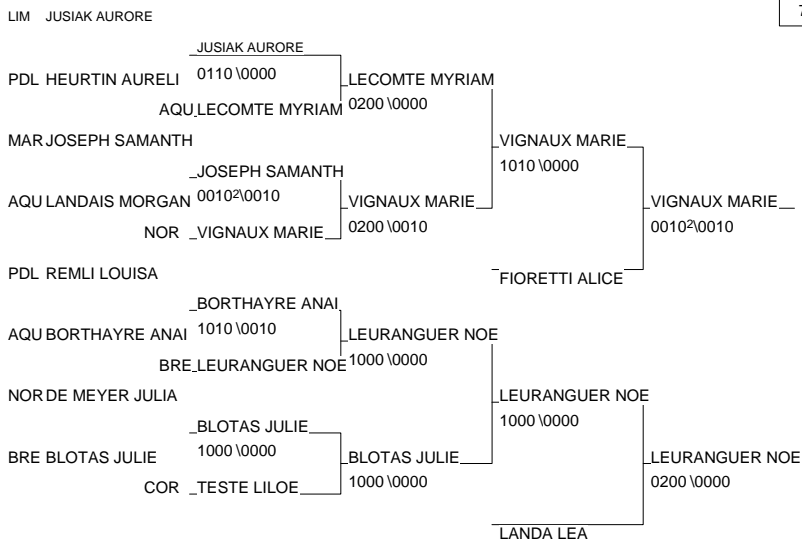 LIM JUSIAK AURORE
JUSIAK AURORE
PDL HEURTIN AURELI 0110 \0000 LECOMTE MYRIAM
AQU LECOMTE MYRIAM 0200 \0000
MAR JOSEPH SAMANTH VIGNAUX MARIE
JOSEPH SAMANTH 1010 \0000
AQU LANDAIS MORGAN 0010²\0010 VIGNAUX MARIE VIGNAUX MARIE
NOR VIGNAUX MARIE 0200 \0010 0010²\0010
PDL REMLI LOUISA FIORETTI ALICE
BORTHAYRE ANAI
AQU BORTHAYRE ANAI 1010 \0010 LEURANGUER NOE
BRE LEURANGUER NOE 1000 \0000
NOR DE MEYER JULIA LEURANGUER NOE
BLOTAS JULIE 1000 \0000
BRE BLOTAS JULIE 1000 \0000 BLOTAS JULIE LEURANGUER NOE
COR TESTE LILOE 1000 \0000 0200 \0000
LANDA LEA